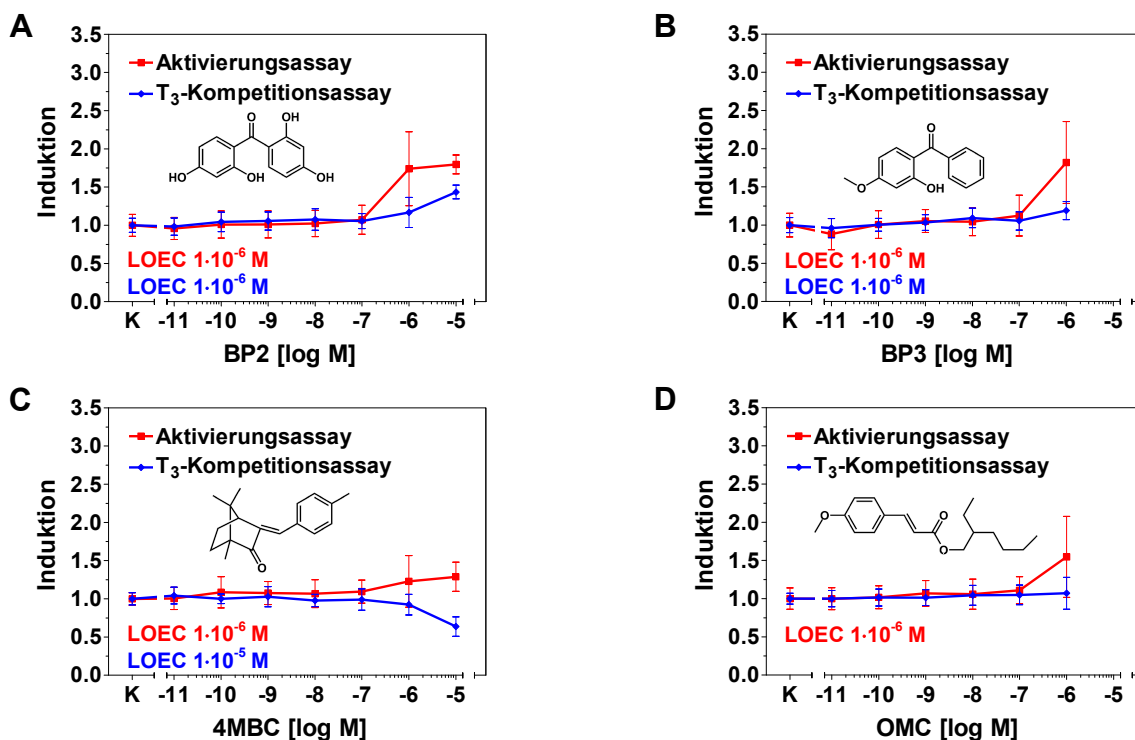 A
Induktion
3.5
3.0
2.5
2.0
1.5
1.0
0.5
0.0
Aktivierungsassay
T₃-Kompetitionsassay
O
OH
HO
OH
OH
LOEC 1·10⁻⁶ M
LOEC 1·10⁻⁶ M
K -11 -10 -9 -8 -7 -6 -5
BP2 [log M]
B
Induktion
3.5
3.0
2.5
2.0
1.5
1.0
0.5
0.0
Aktivierungsassay
T₃-Kompetitionsassay
O
O
OH
LOEC 1·10⁻⁶ M
LOEC 1·10⁻⁶ M
K -11 -10 -9 -8 -7 -6 -5
BP3 [log M]
C
Induktion
3.5
3.0
2.5
2.0
1.5
1.0
0.5
0.0
Aktivierungsassay
T₃-Kompetitionsassay
O
LOEC 1·10⁻⁶ M
LOEC 1·10⁻⁵ M
K -11 -10 -9 -8 -7 -6 -5
4MBC [log M]
D
Induktion
3.5
3.0
2.5
2.0
1.5
1.0
0.5
0.0
Aktivierungsassay
T₃-Kompetitionsassay
O
O
O
LOEC 1·10⁻⁶ M
K -11 -10 -9 -8 -7 -6 -5
OMC [log M]